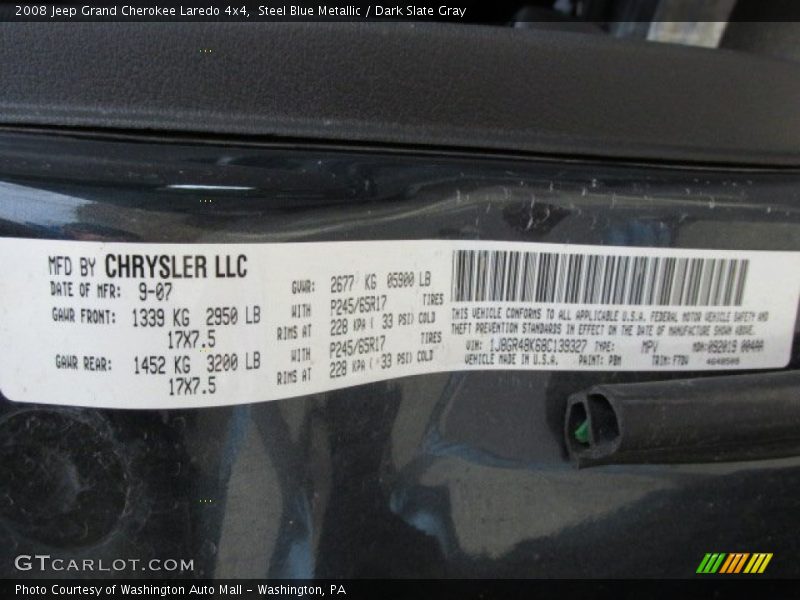 2008 Jeep Grand Cherokee Laredo 4x4,  Steel Blue Metallic / Dark Slate Gray
MFD BY CHRYSLER LLC
DATE OF MFR: 9-07
GAWR FRONT: 1339 KG 2950 LB
17X7.5
GAWR REAR: 1452 KG 3200 LB
17X7.5
GVWR: 2677 KG 05900 LB
WITH P245/65R17 TIRES
RIMS AT 228 KPA ( 33 PSI) COLD
WITH P245/65R17 TIRES
RIMS AT 228 KPA ( 33 PSI) COLD
THIS VEHICLE CONFORMS TO ALL APPLICABLE U.S.A. FEDERAL MOTOR VEHICLE SAFETY AND
THEFT PREVENTION STANDARDS IN EFFECT ON THE DATE OF MANUFACTURE SHOWN ABOVE.
VIN: 1J8GR48K68C139327 TYPE: MPV MDH:092019 004AA
VEHICLE MADE IN U.S.A. PAINT: PBM TRIM:
GTCARLOT.COM
Photo Courtesy of Washington Auto Mall - Washington, PA